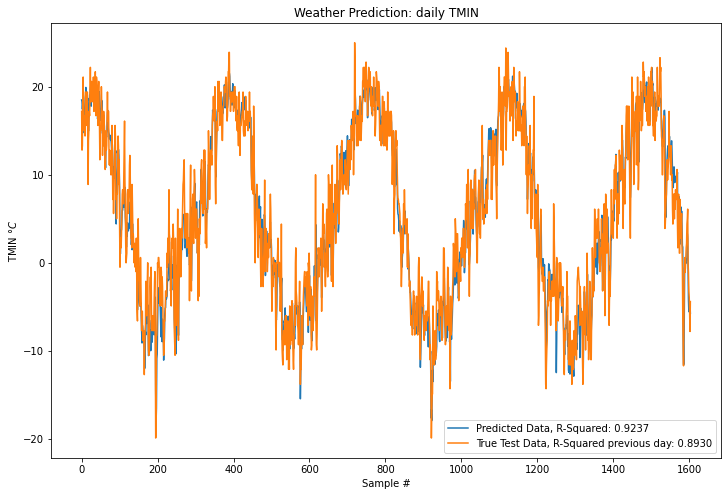 Weather Prediction: daily TMIN
TMIN °C
20
10
0
−10
−20
Predicted Data, R-Squared: 0.9237
True Test Data, R-Squared previous day: 0.8930
0 200 400 600 800 1000 1200 1400 1600
Sample #